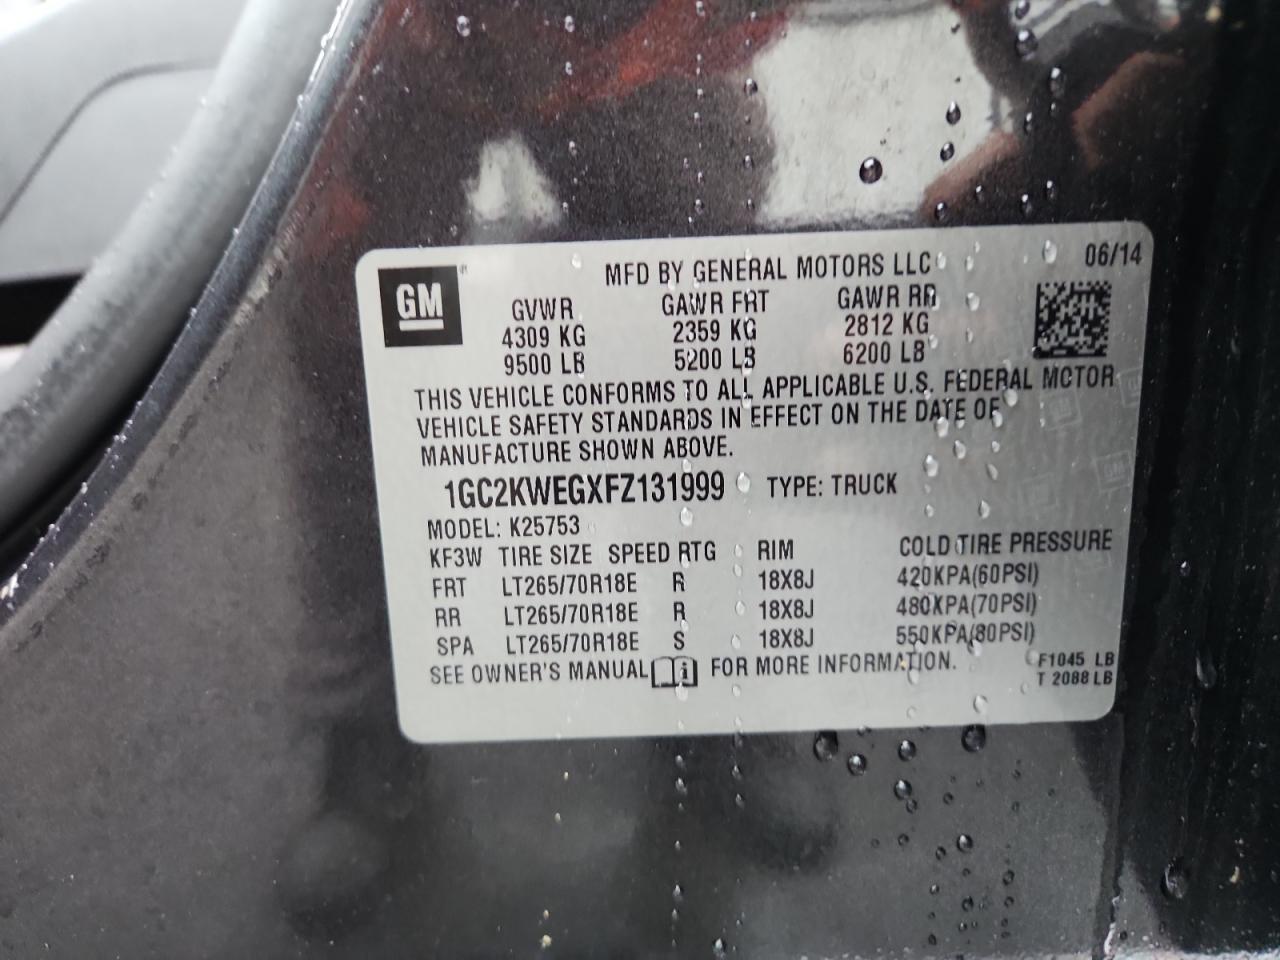 GM
MFD BY GENERAL MOTORS LLC 06/14
GVWR GAWR FRT GAWR RR
4309 KG 2359 KG 2812 KG
9500 LB 5200 LB 6200 LB
THIS VEHICLE CONFORMS TO ALL APPLICABLE U.S. FEDERAL MOTOR
VEHICLE SAFETY STANDARDS IN EFFECT ON THE DATE OF
MANUFACTURE SHOWN ABOVE.
1GC2KWEGXFZ131999 TYPE: TRUCK
MODEL: K25753
KF3W TIRE SIZE SPEED RTG RIM COLD TIRE PRESSURE
FRT LT265/70R18E R 18X8J 420KPA(60PSI)
RR LT265/70R18E R 18X8J 480KPA(70PSI)
SPA LT265/70R18E S 18X8J 550KPA(80PSI)
SEE OWNER'S MANUAL FOR MORE INFORMATION. F1045 LB
T 2088 LB